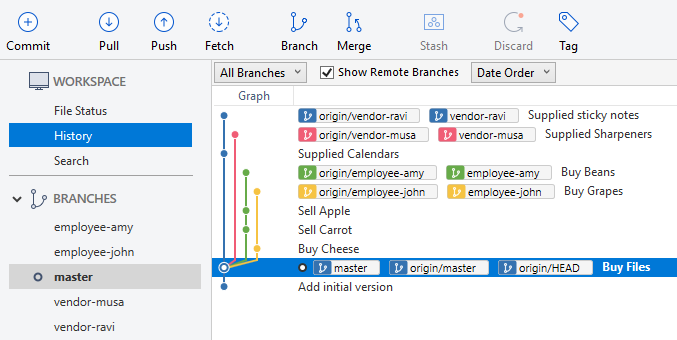 Commit Pull Push Fetch Branch Merge Stash Discard Tag
WORKSPACE
File Status
History
Search
BRANCHES
employee-amy
employee-john
master
vendor-musa
vendor-ravi
All Branches Show Remote Branches Date Order
Graph
origin/vendor-ravi vendor-ravi Supplied sticky notes
origin/vendor-musa vendor-musa Supplied Sharpeners
Supplied Calendars
origin/employee-amy employee-amy Buy Beans
origin/employee-john employee-john Buy Grapes
Sell Apple
Sell Carrot
Buy Cheese
master origin/master origin/HEAD Buy Files
Add initial version